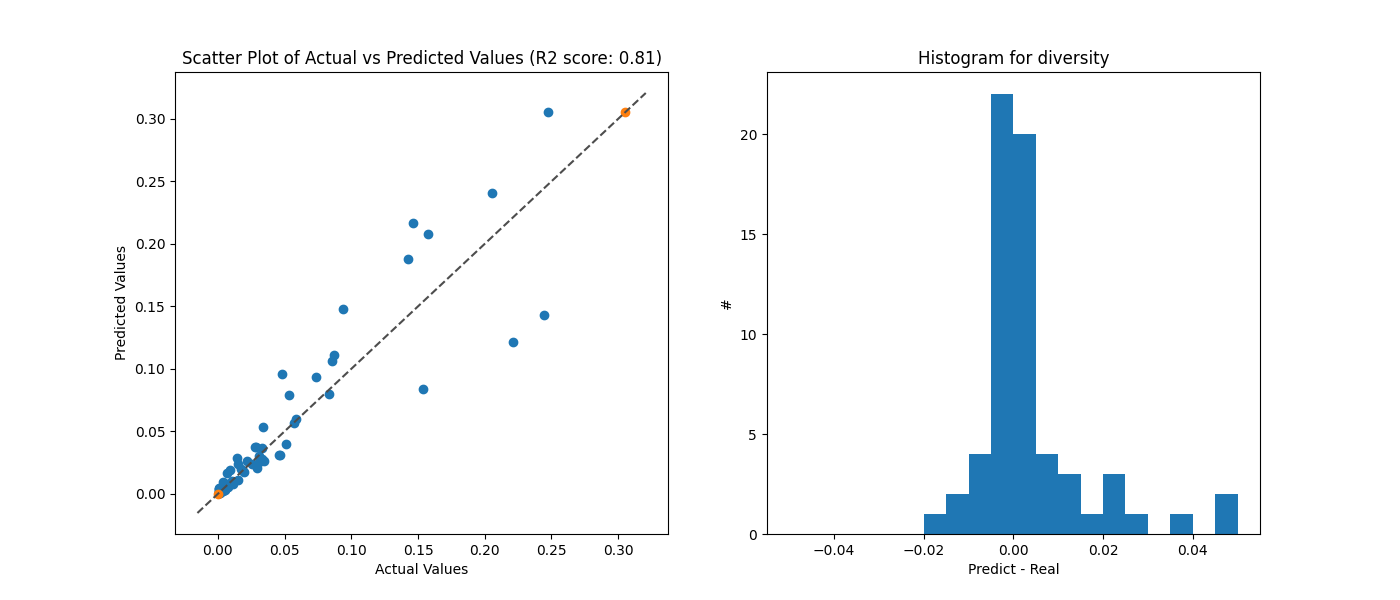 Scatter Plot of Actual vs Predicted Values (R2 score: 0.81)
Predicted Values
0.30
0.25
0.20
0.15
0.10
0.05
0.00
0.00 0.05 0.10 0.15 0.20 0.25 0.30
Actual Values
Histogram for diversity
#
20
15
10
5
0
−0.04 −0.02 0.00 0.02 0.04
Predict - Real